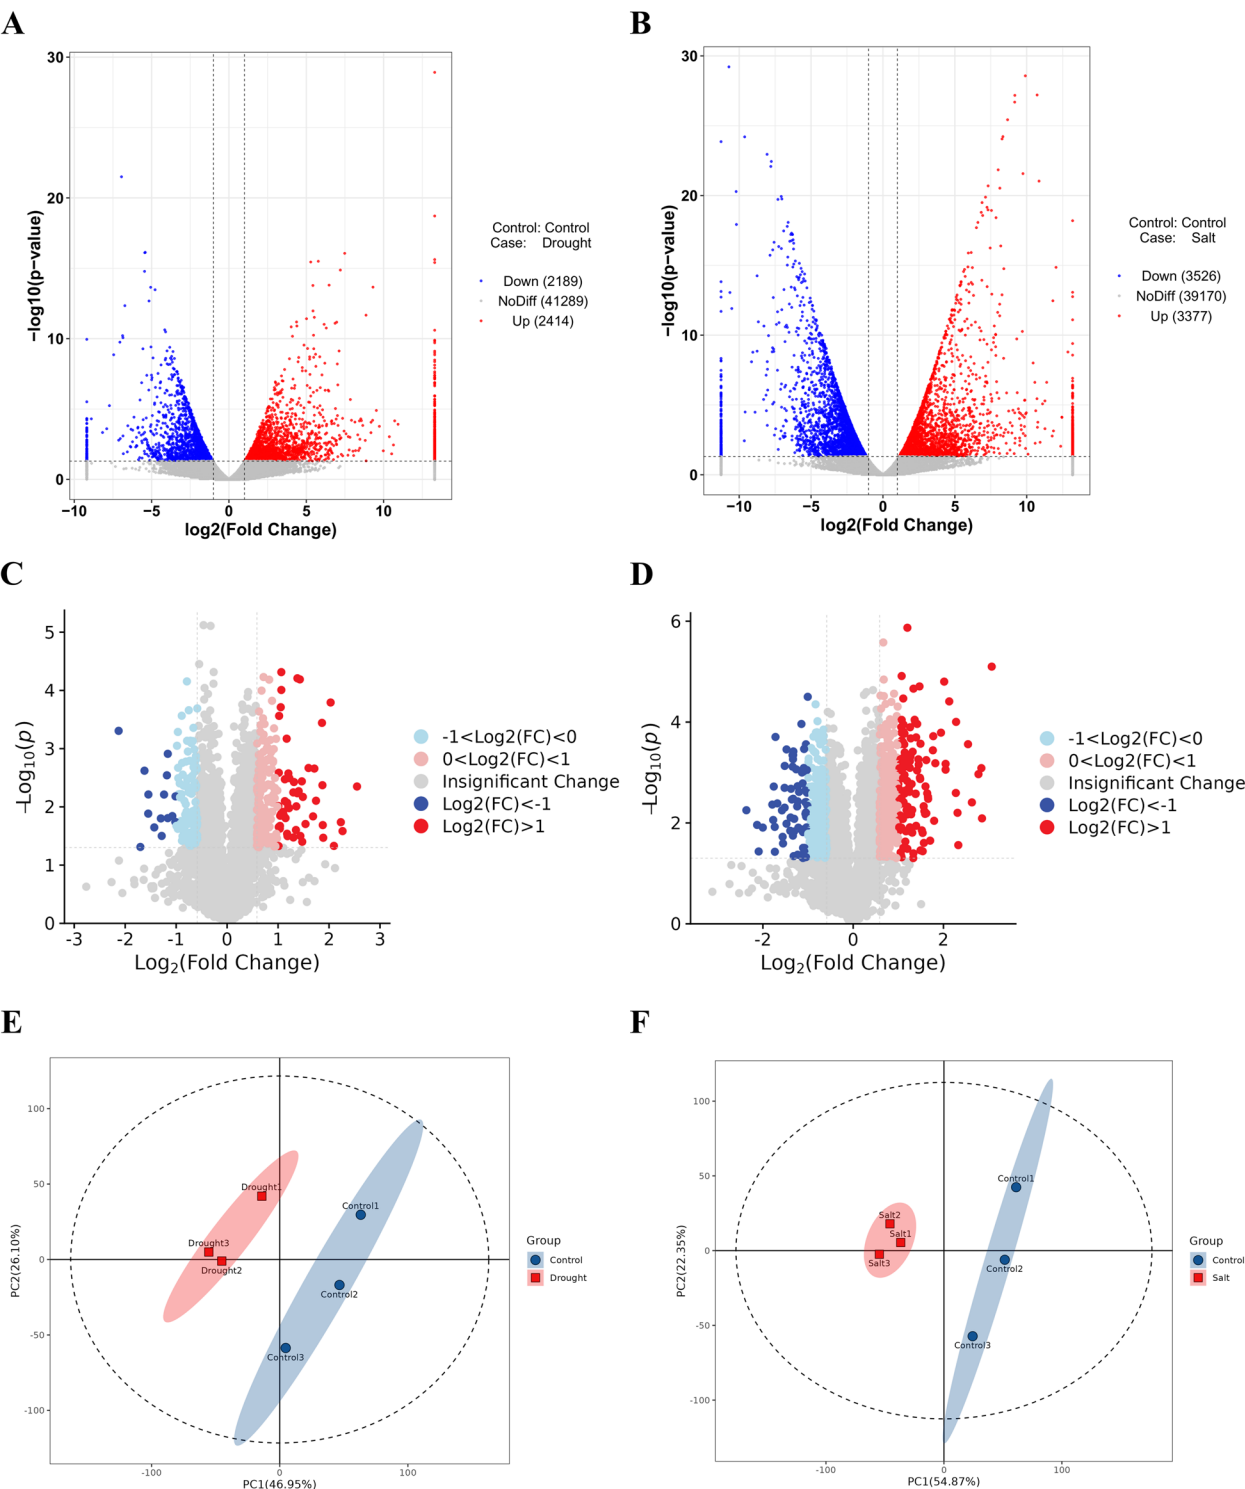 A
30
20
10
0
−log10(p−value)
−10
−5
0
5
10
log2(Fold Change)
Control: Control
Case: Drought
Down (2189)
NoDiff (41289)
Up (2414)
B
30
20
10
0
−log10(p−value)
−10
−5
0
5
10
log2(Fold Change)
Control: Control
Case: Salt
Down (3526)
NoDiff (39170)
Up (3377)
C
5
4
3
2
1
0
-Log10(p)
-3
-2
-1
0
1
2
3
Log2(Fold Change)
-1<Log2(FC)<0
0<Log2(FC)<1
Insignificant Change
Log2(FC)<-1
Log2(FC)>1
D
6
4
2
0
-Log10(p)
-2
0
2
Log2(Fold Change)
-1<Log2(FC)<0
0<Log2(FC)<1
Insignificant Change
Log2(FC)<-1
Log2(FC)>1
E
100
50
0
-50
-100
PC2(26.10%)
Drought1
Control1
Drought3
Drought2
Control2
Control3
-100
0
100
PC1(46.95%)
Group
Control
Drought
F
100
50
0
-50
-100
PC2(22.35%)
Control1
Salt2
Salt1
Salt3
Control2
Control3
-100
0
100
PC1(54.87%)
Group
Control
Salt